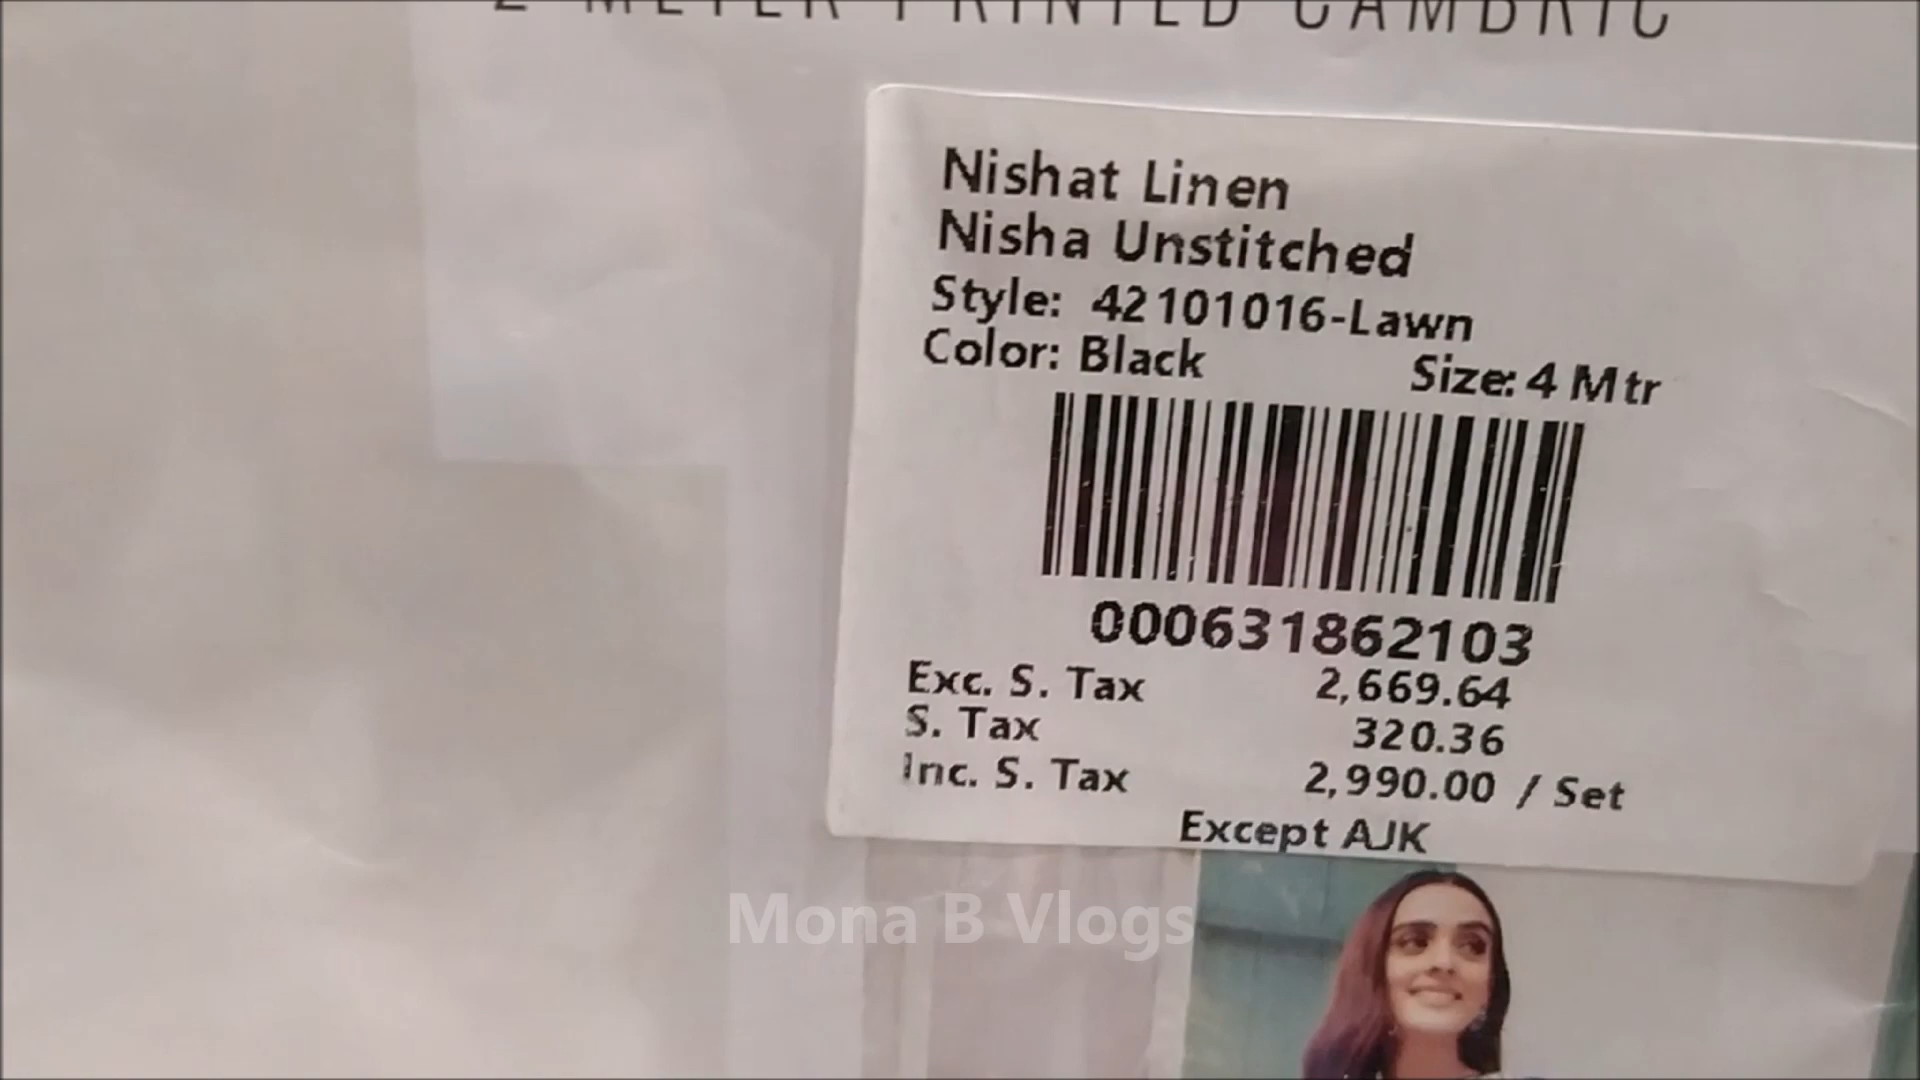 2 METER PRINTED CAMBRIC
Nishat Linen
Nisha Unstitched
Style: 42101016-Lawn
Color: Black Size: 4 Mtr
000631862103
Exc. S. Tax 2,669.64
S. Tax 320.36
Inc. S. Tax 2,990.00 / Set
Except AJK
Mona B Vlogs